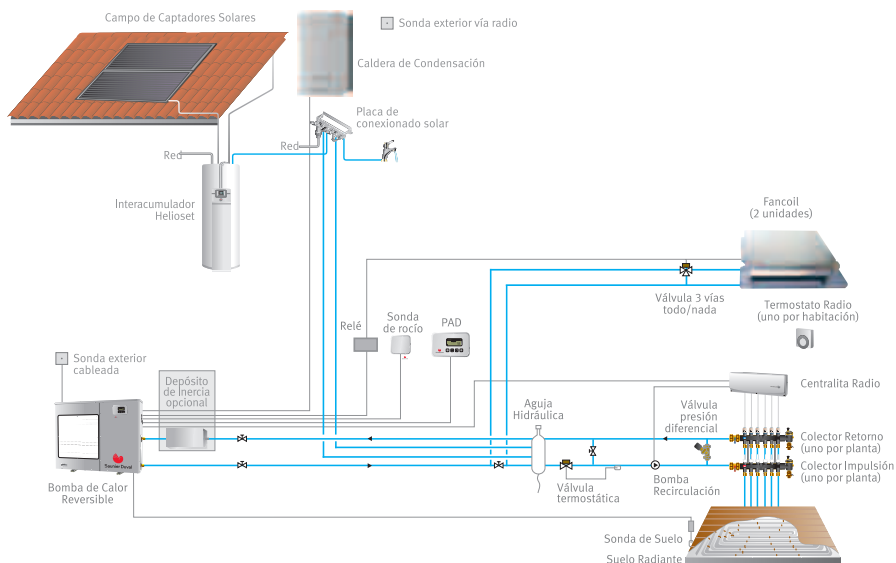 Campo de Captadores Solares
Sonda exterior vía radio
Caldera de Condensación
Placa de
conexionado solar
Red
Red
Interacumulador
Helioset
Fancoil
(2 unidades)
Válvula 3 vías
todo/nada
Termostato Radio
(uno por habitación)
Relé
Sonda
de rocío
PAD
Sonda exterior
cableada
Depósito
de Inercia
opcional
Aguja
Hidráulica
Válvula
presión
diferencial
Centralita Radio
Colector Retorno
(uno por planta)
Colector Impulsión
(uno por planta)
Saunier Duval
Bomba de Calor
Reversible
Válvula
termostática
Bomba
Recirculación
Sonda de Suelo
Suelo Radiante